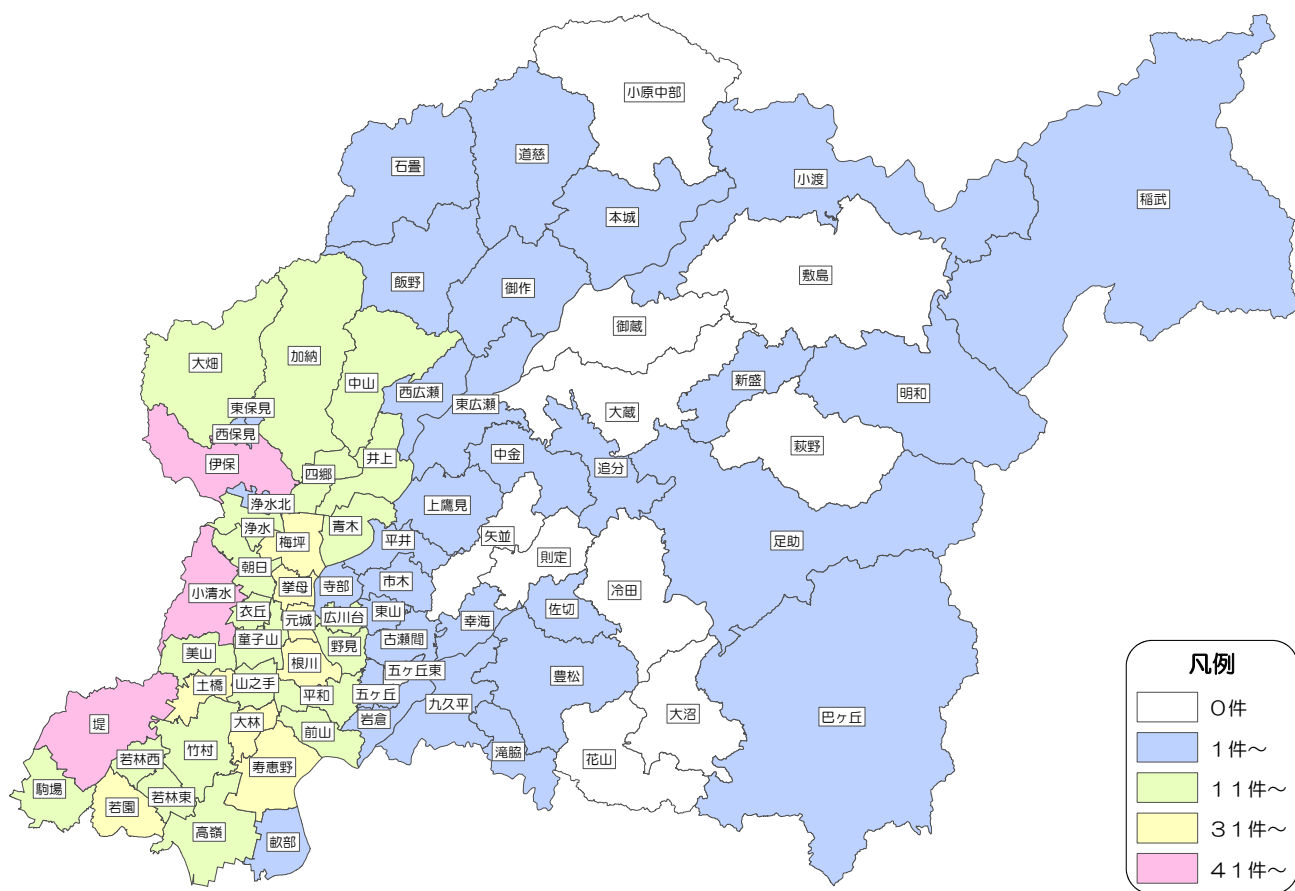 小原中部
道慈
石畳
小渡
稲武
本城
敷島
飯野
御作
御蔵
加納
大畑
中山
新盛
明和
西広瀬
東広瀬
大蔵
東保見
西保見
萩野
井上
中金
伊保
四郷
追分
浄水北
上鷹見
浄水
青木
矢並
梅坪
平井
足助
則定
朝日
挙母
寺部
市木
小清水
冷田
衣丘
元城
広川台
東山
佐切
幸海
童子山
野見
古瀬間
美山
根川
五ヶ丘東
豊松
土橋
山之手
平和
五ヶ丘
九久平
大沼
巴ヶ丘
堤
大林
前山
岩倉
竹村
滝脇
花山
若林西
寿恵野
駒場
若林東
若園
高嶺
畝部
凡例
０件
１件～
１１件～
３１件～
４１件～